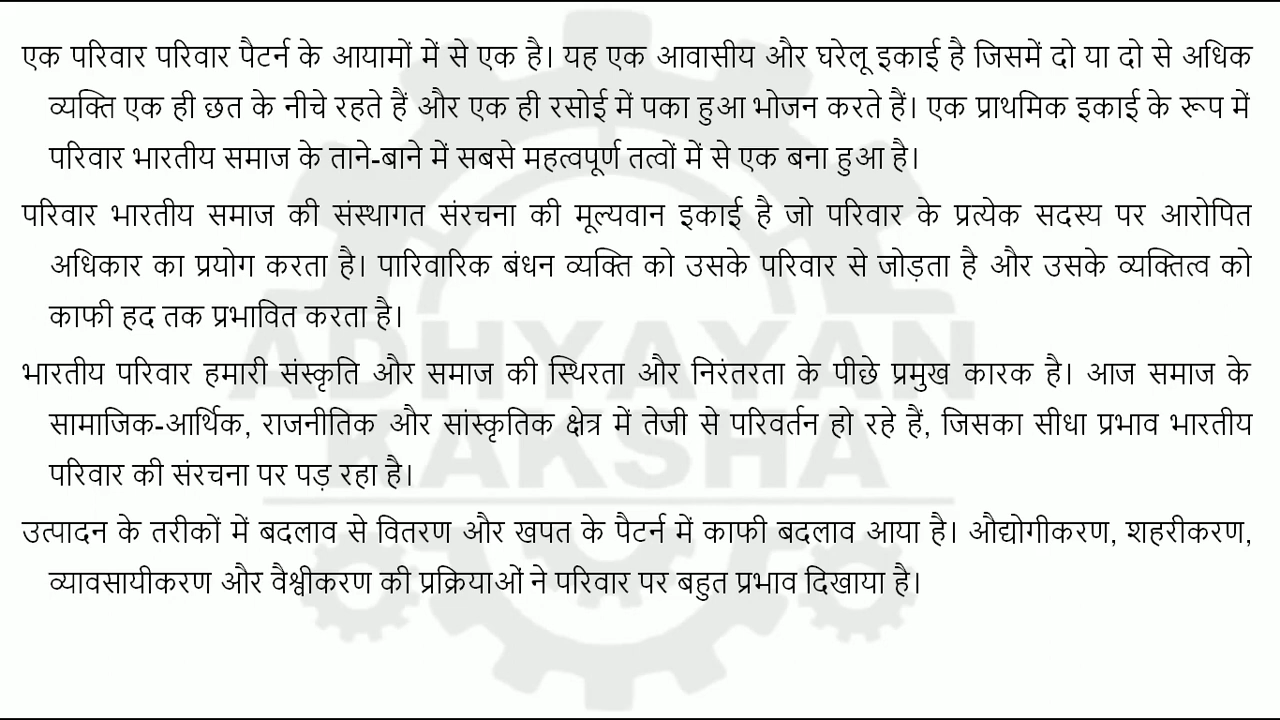 एक परिवार परिवार पैटर्न के आयामों में से एक है। यह एक आवासीय और घरेलू इकाई है जिसमें दो या दो से अधिक
व्यक्ति एक ही छत के नीचे रहते हैं और एक ही रसोई में पका हुआ भोजन करते हैं। एक प्राथमिक इकाई के रूप में
परिवार भारतीय समाज के ताने-बाने में सबसे महत्वपूर्ण तत्वों में से एक बना हुआ है।
परिवार भारतीय समाज की संस्थागत संरचना की मूल्यवान इकाई है जो परिवार के प्रत्येक सदस्य पर आरोपित
अधिकार का प्रयोग करता है। पारिवारिक बंधन व्यक्ति को उसके परिवार से जोड़ता है और उसके व्यक्तित्व को
काफी हद तक प्रभावित करता है।
भारतीय परिवार हमारी संस्कृति और समाज की स्थिरता और निरंतरता के पीछे प्रमुख कारक है। आज समाज के
सामाजिक-आर्थिक, राजनीतिक और सांस्कृतिक क्षेत्र में तेजी से परिवर्तन हो रहे हैं, जिसका सीधा प्रभाव भारतीय
परिवार की संरचना पर पड़ रहा है।
उत्पादन के तरीकों में बदलाव से वितरण और खपत के पैटर्न में काफी बदलाव आया है। औद्योगीकरण, शहरीकरण,
व्यावसायीकरण और वैश्वीकरण की प्रक्रियाओं ने परिवार पर बहुत प्रभाव दिखाया है।
ADHYAYAN
RAKSHA